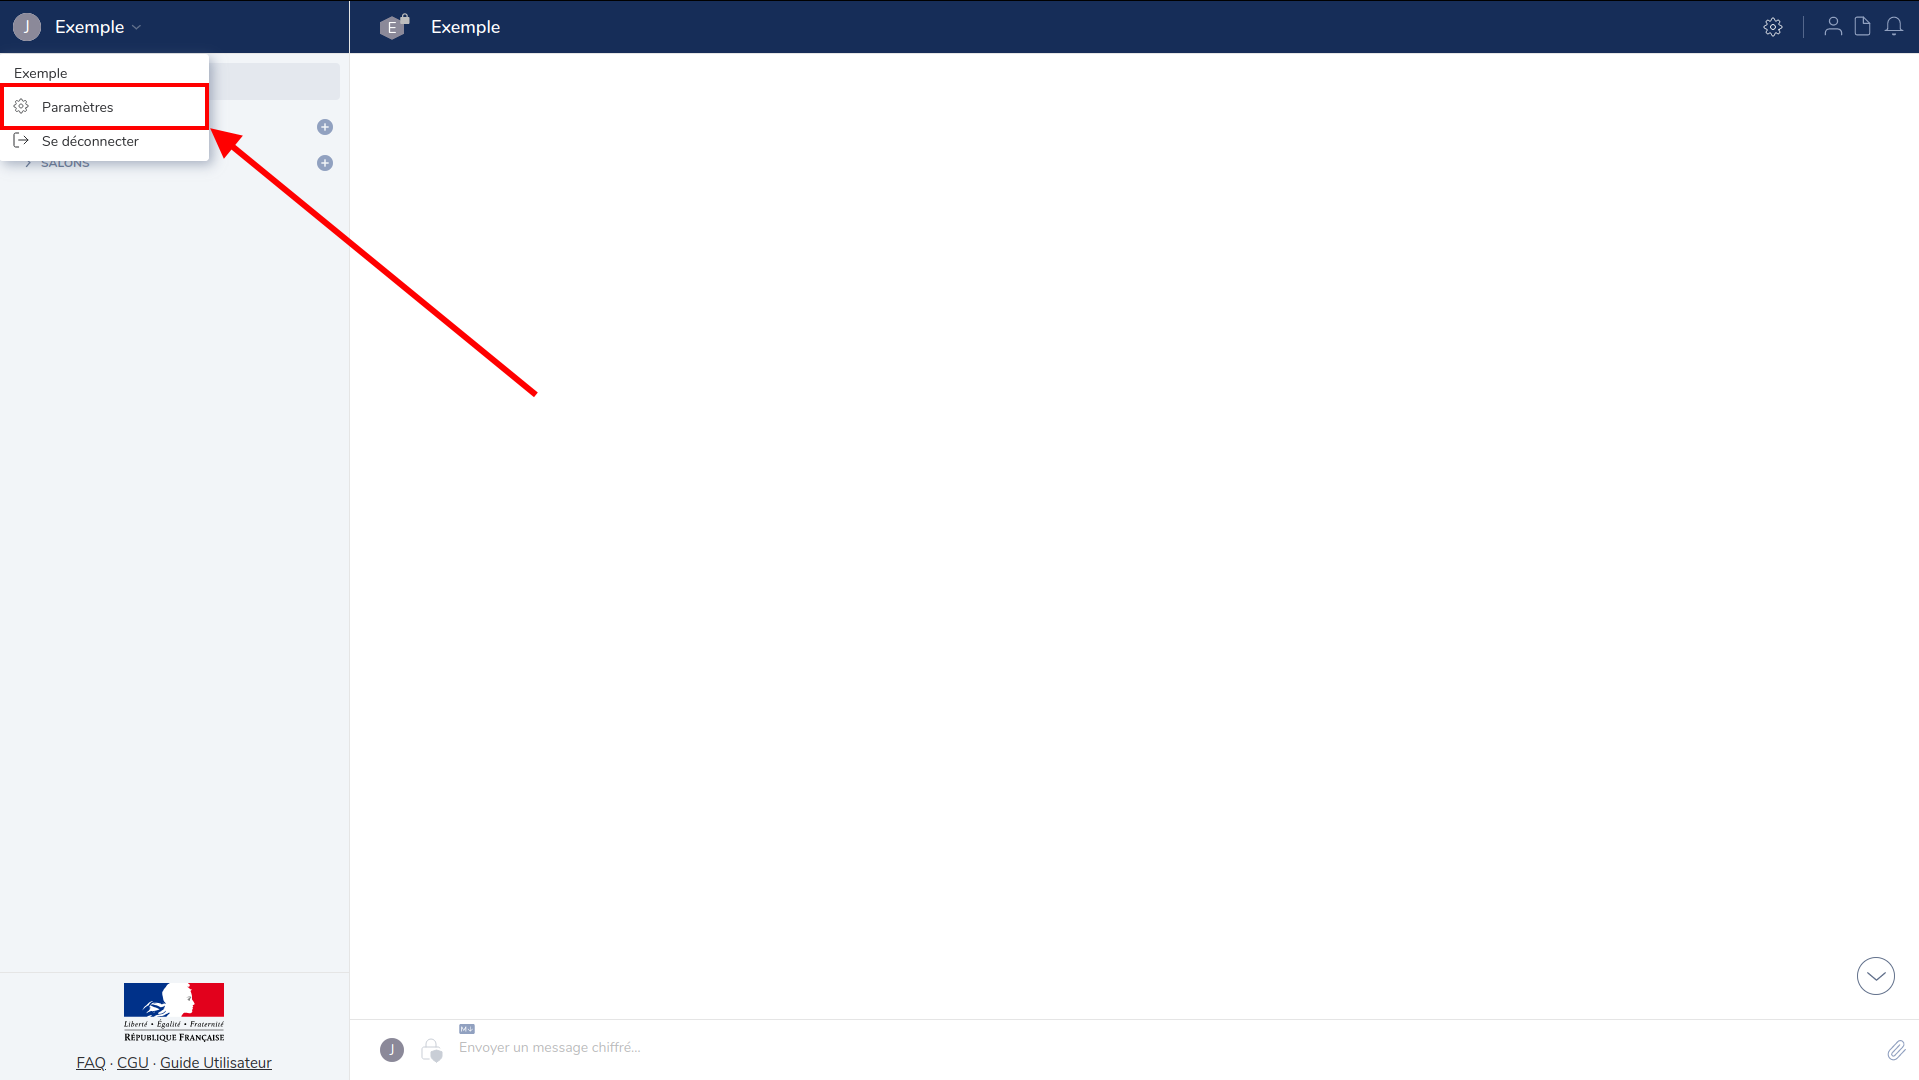 J Exemple
E Exemple
Exemple
Paramètres
Se déconnecter
SALONS
Liberté • Égalité • Fraternité
RÉPUBLIQUE FRANÇAISE
FAQ · CGU · Guide Utilisateur
M↓
J Envoyer un message chiffré...